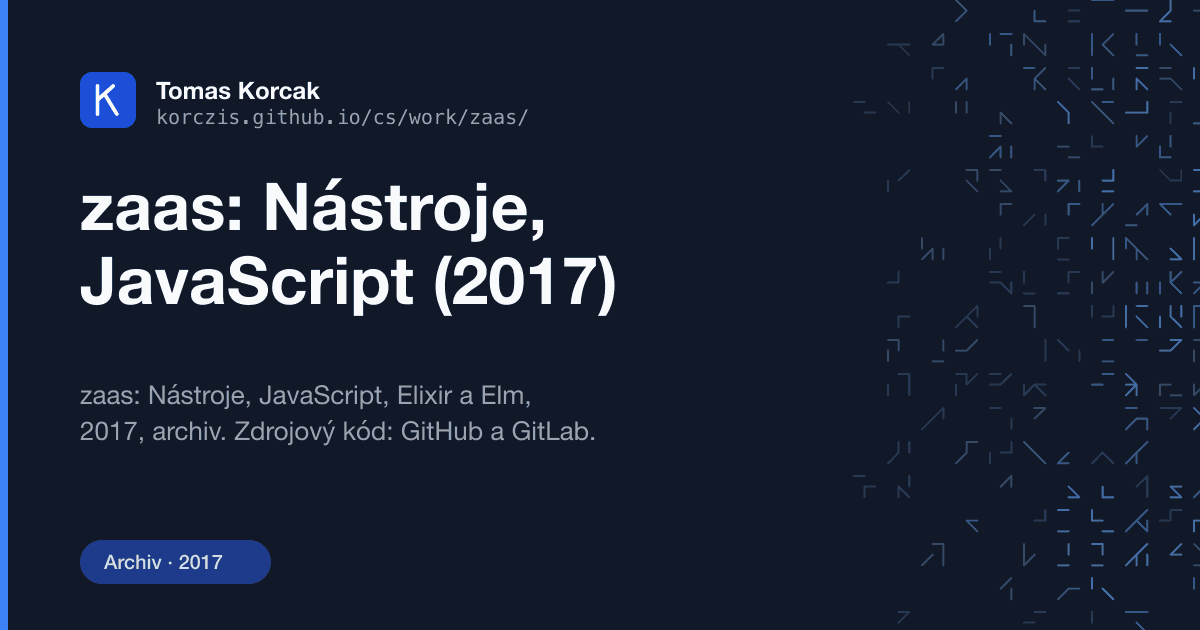 K
Tomas Korcak
korczis.github.io/cs/work/zaas/
zaas: Nástroje,
JavaScript (2017)
zaas: Nástroje, JavaScript, Elixir a Elm,
2017, archiv. Zdrojový kód: GitHub a GitLab.
Archiv · 2017